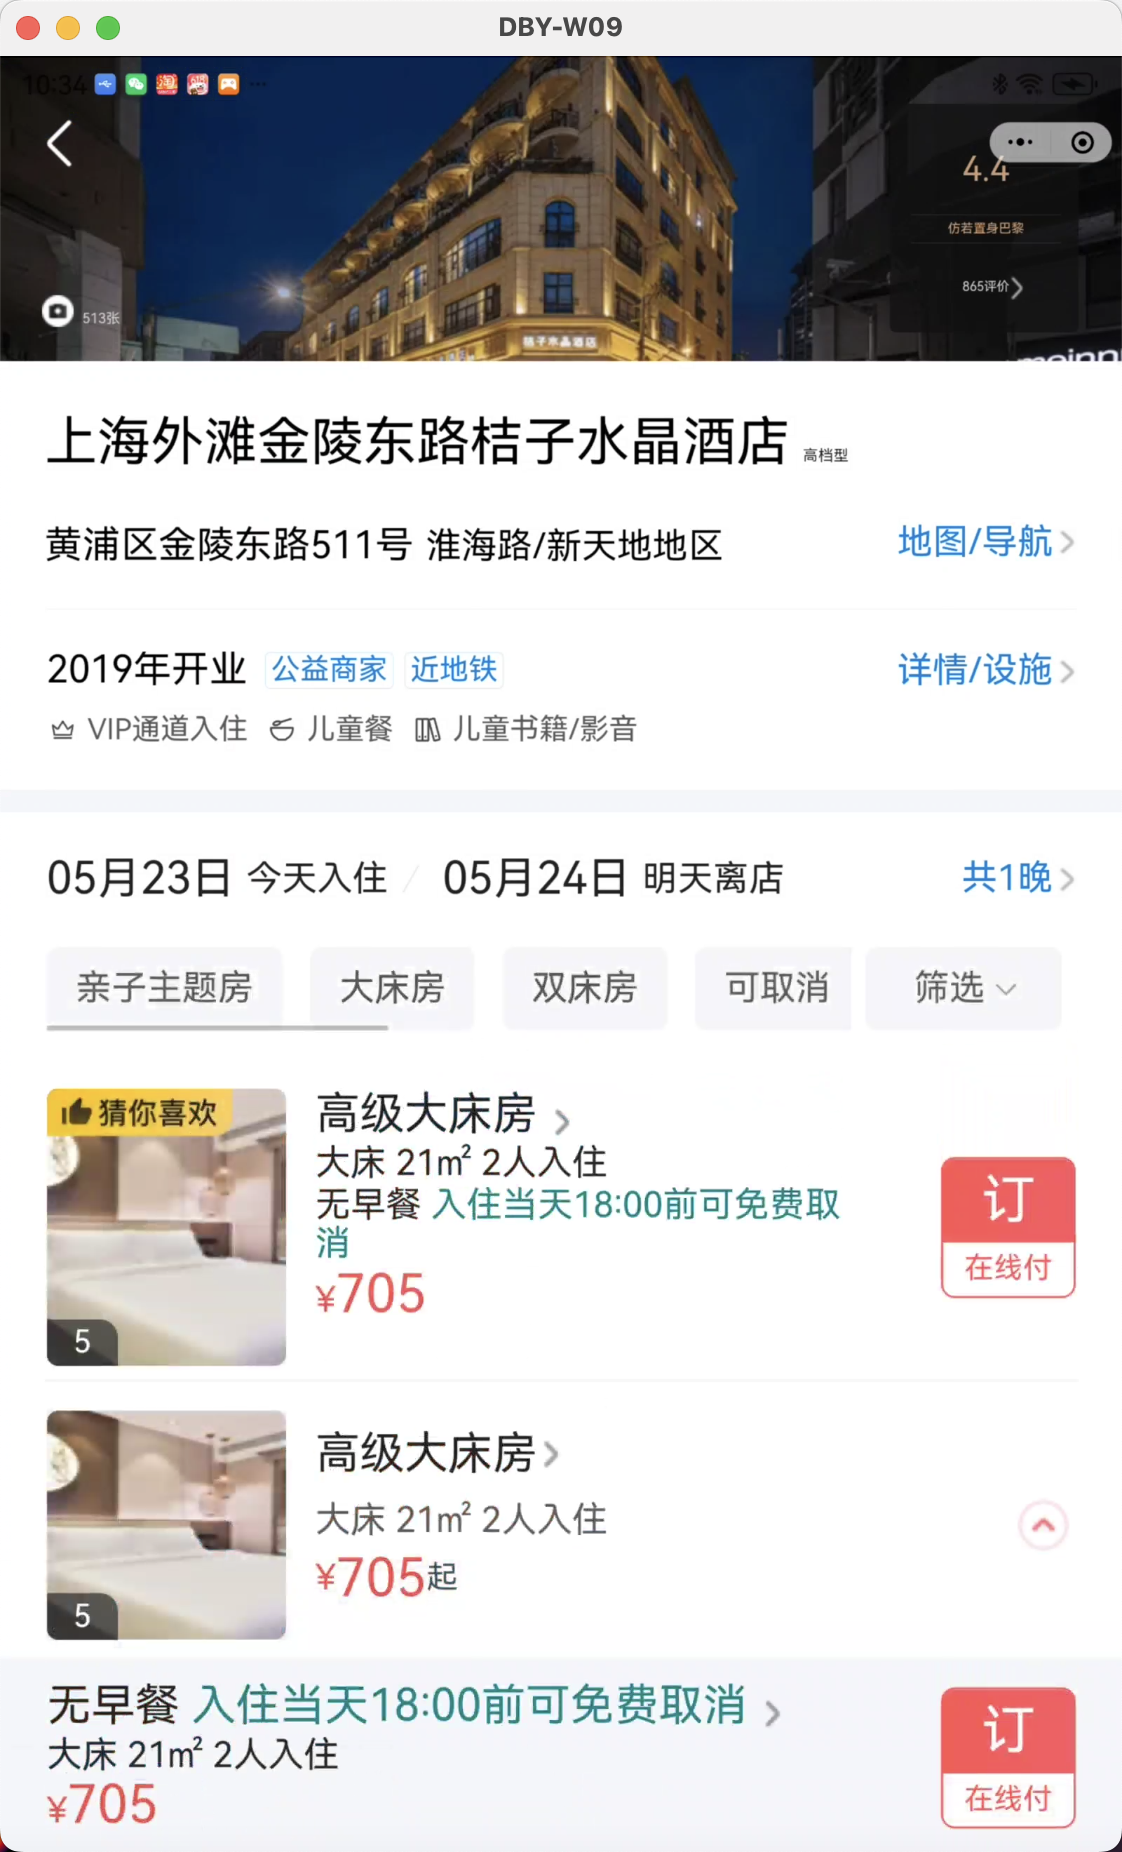 DBY-W09
10:34
4.4
仿若置身巴黎
865评价
513张
桔子水晶酒店
上海外滩金陵东路桔子水晶酒店 高档型
黄浦区金陵东路511号 淮海路/新天地地区 地图/导航
2019年开业 公益商家 近地铁 详情/设施
VIP通道入住 儿童餐 儿童书籍/影音
05月23日 今天入住 / 05月24日 明天离店 共1晚
亲子主题房 大床房 双床房 可取消 筛选
猜你喜欢
高级大床房
大床 21㎡ 2人入住
无早餐 入住当天18:00前可免费取
消
¥705
订
在线付
5
高级大床房
大床 21㎡ 2人入住
¥705起
5
无早餐 入住当天18:00前可免费取消
大床 21㎡ 2人入住
¥705
订
在线付